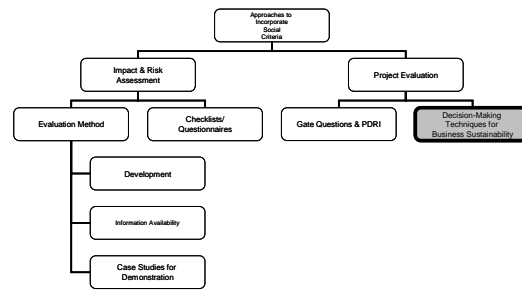 Approaches to
Incorporate
Social
Criteria
Impact & Risk
Assessment
Project Evaluation
Evaluation Method
Checklists/
Questionnaires
Gate Questions & PDRI
Decision-Making
Techniques for
Business Sustainability
Development
Information Availability
Case Studies for
Demonstration